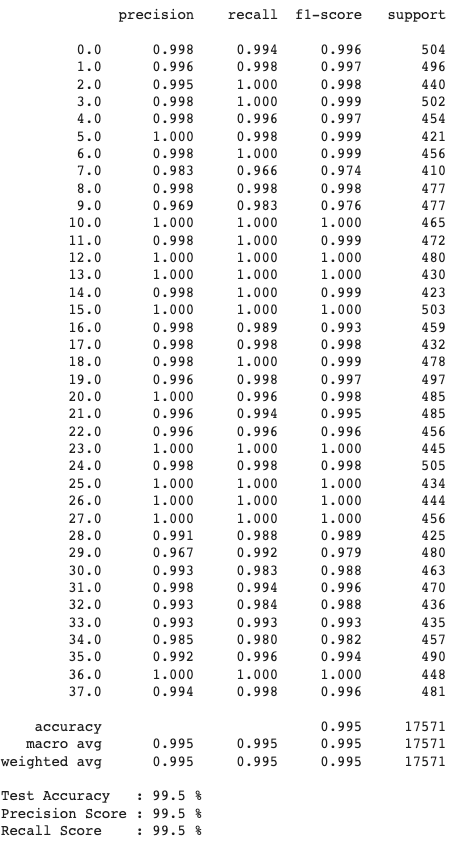 precision recall f1-score support
0.0 0.998 0.994 0.996 504
1.0 0.996 0.998 0.997 496
2.0 0.995 1.000 0.998 440
3.0 0.998 1.000 0.999 502
4.0 0.998 0.996 0.997 454
5.0 1.000 0.998 0.999 421
6.0 0.998 1.000 0.999 456
7.0 0.983 0.966 0.974 410
8.0 0.998 0.998 0.998 477
9.0 0.969 0.983 0.976 477
10.0 1.000 1.000 1.000 465
11.0 0.998 1.000 0.999 472
12.0 1.000 1.000 1.000 480
13.0 1.000 1.000 1.000 430
14.0 0.998 1.000 0.999 423
15.0 1.000 1.000 1.000 503
16.0 0.998 0.989 0.993 459
17.0 0.998 0.998 0.998 432
18.0 0.998 1.000 0.999 478
19.0 0.996 0.998 0.997 497
20.0 1.000 0.996 0.998 485
21.0 0.996 0.994 0.995 485
22.0 0.996 0.996 0.996 456
23.0 1.000 1.000 1.000 445
24.0 0.998 0.998 0.998 505
25.0 1.000 1.000 1.000 434
26.0 1.000 1.000 1.000 444
27.0 1.000 1.000 1.000 456
28.0 0.991 0.988 0.989 425
29.0 0.967 0.992 0.979 480
30.0 0.993 0.983 0.988 463
31.0 0.998 0.994 0.996 470
32.0 0.993 0.984 0.988 436
33.0 0.993 0.993 0.993 435
34.0 0.985 0.980 0.982 457
35.0 0.992 0.996 0.994 490
36.0 1.000 1.000 1.000 448
37.0 0.994 0.998 0.996 481
accuracy 0.995 17571
macro avg 0.995 0.995 0.995 17571
weighted avg 0.995 0.995 0.995 17571
Test Accuracy : 99.5 %
Precision Score : 99.5 %
Recall Score : 99.5 %